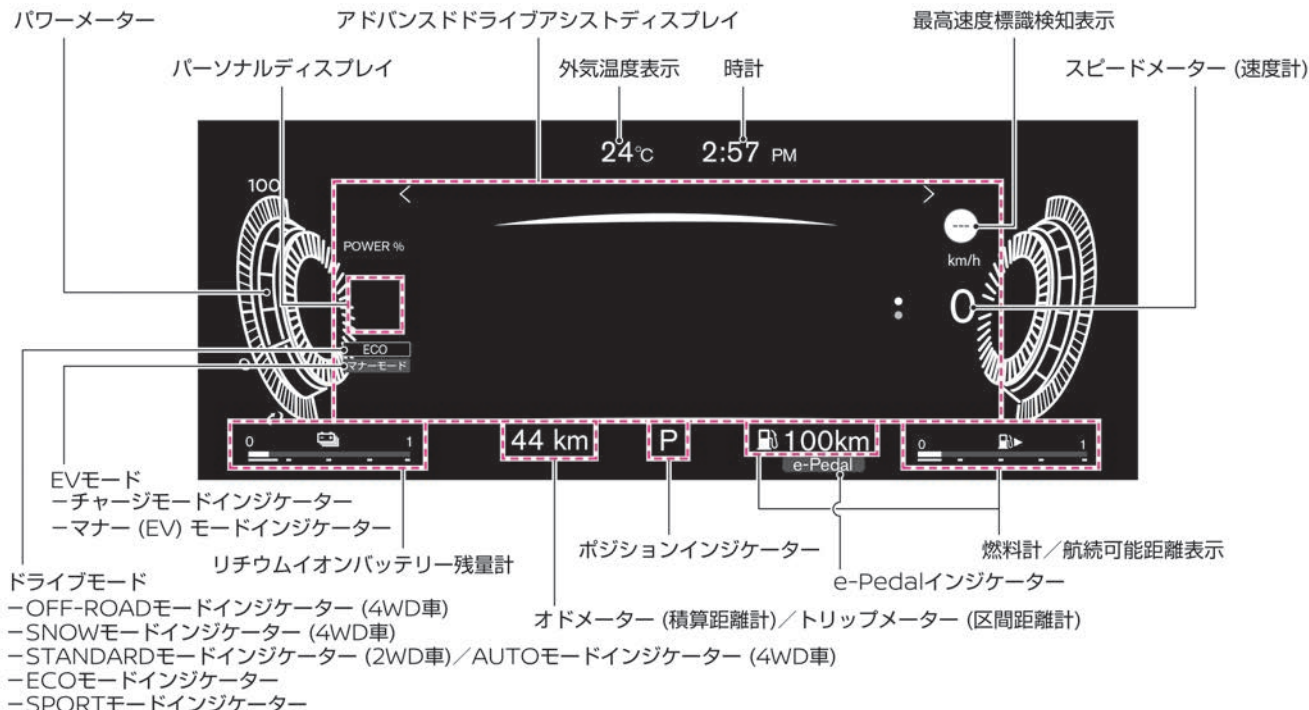 パワーメーター
アドバンスドドライブアシストディスプレイ
最高速度標識検知表示
パーソナルディスプレイ
外気温度表示
時計
スピードメーター (速度計)
24℃
2:57 PM
100
POWER %
---
km/h
0
ECO
マナーモード
0
0 1
44 km
P
100km
0 1
e-Pedal
EVモード
−チャージモードインジケーター
−マナー (EV) モードインジケーター
リチウムイオンバッテリー残量計
ポジションインジケーター
燃料計／航続可能距離表示
e-Pedalインジケーター
オドメーター (積算距離計)／トリップメーター (区間距離計)
ドライブモード
−OFF-ROADモードインジケーター (4WD車)
−SNOWモードインジケーター (4WD車)
−STANDARDモードインジケーター (2WD車)／AUTOモードインジケーター (4WD車)
−ECOモードインジケーター
−SPORTモードインジケーター